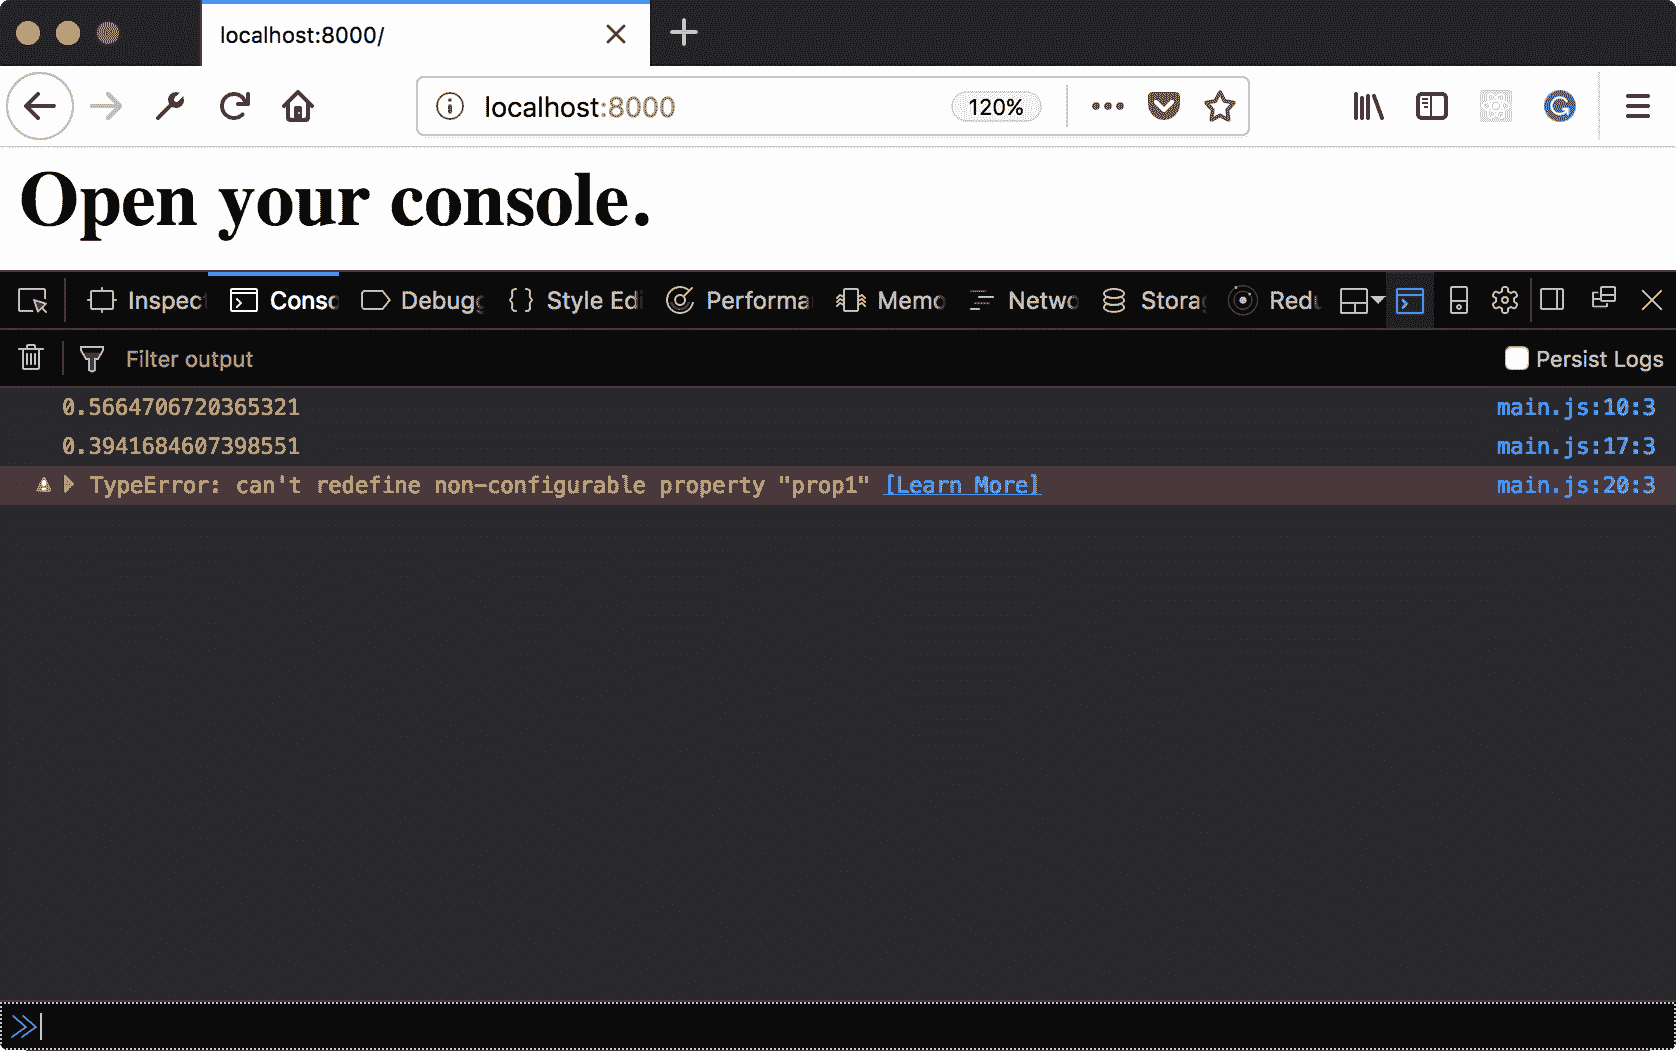 localhost:8000/
localhost:8000 120%
Open your console.
Inspec Conso Debugg Style Edi Performa Memo Netwo Stora Redu
Filter output Persist Logs
0.5664706720365321 main.js:10:3
0.3941684607398551 main.js:17:3
TypeError: can't redefine non-configurable property "prop1" [Learn More] main.js:20:3